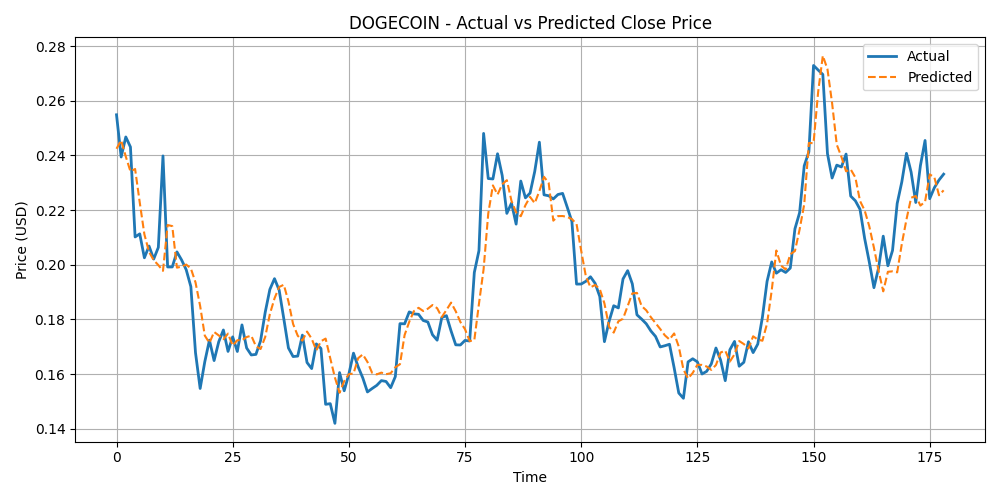 DOGECOIN - Actual vs Predicted Close Price
Actual
Predicted
Price (USD)
0.28
0.26
0.24
0.22
0.20
0.18
0.16
0.14
0 25 50 75 100 125 150 175
Time